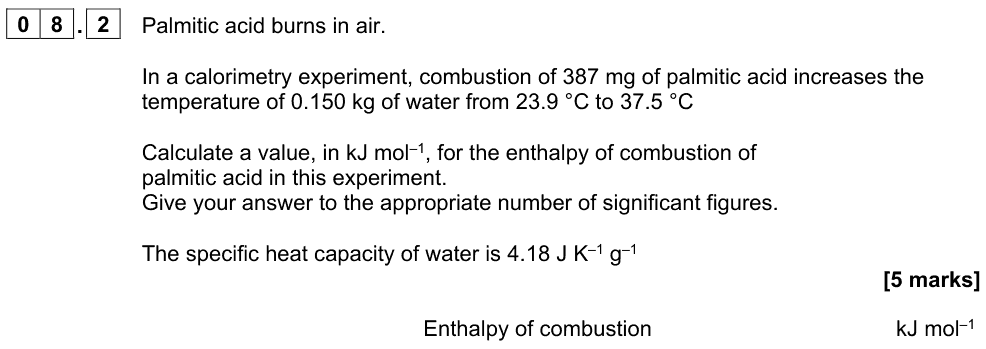 08.2 Palmitic acid burns in air.
In a calorimetry experiment, combustion of 387 mg of palmitic acid increases the
temperature of 0.150 kg of water from 23.9 °C to 37.5 °C
Calculate a value, in kJ mol⁻¹, for the enthalpy of combustion of
palmitic acid in this experiment.
Give your answer to the appropriate number of significant figures.
The specific heat capacity of water is 4.18 J K⁻¹ g⁻¹
[5 marks]
Enthalpy of combustion kJ mol⁻¹